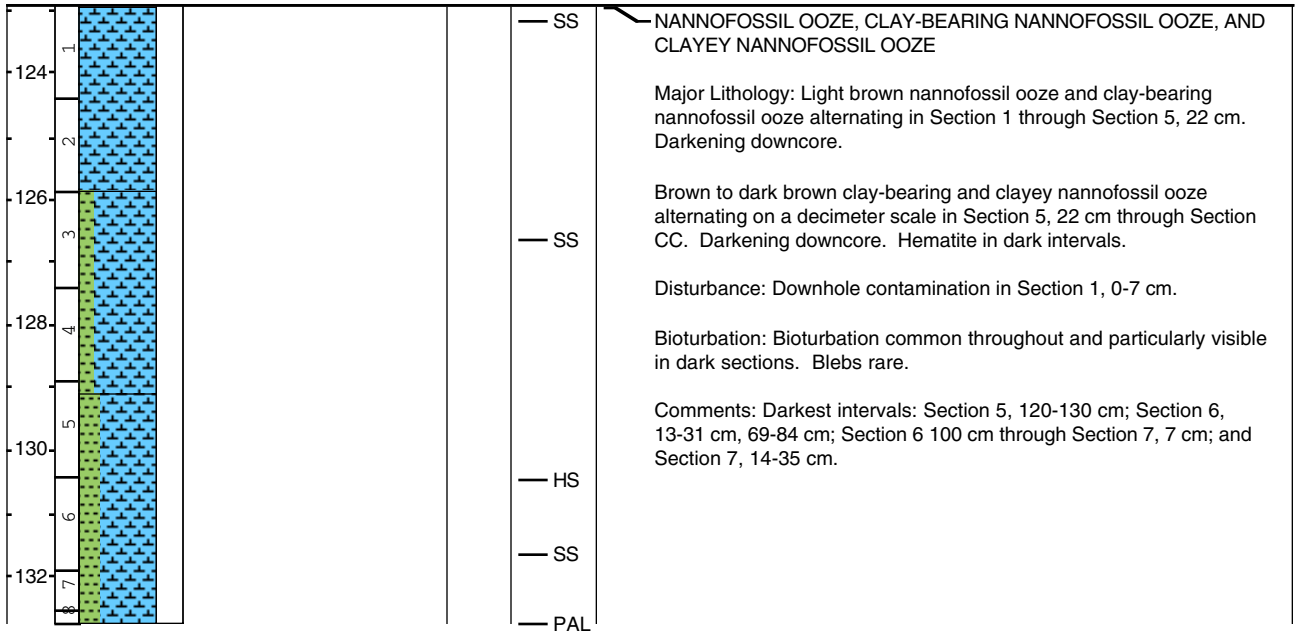 1
124
2
126
3
128
4
5
130
6
132
7
8
SS
SS
HS
SS
PAL
NANNOFOSSIL OOZE, CLAY-BEARING NANNOFOSSIL OOZE, AND
CLAYEY NANNOFOSSIL OOZE
Major Lithology: Light brown nannofossil ooze and clay-bearing
nannofossil ooze alternating in Section 1 through Section 5, 22 cm.
Darkening downcore.
Brown to dark brown clay-bearing and clayey nannofossil ooze
alternating on a decimeter scale in Section 5, 22 cm through Section
CC.  Darkening downcore.  Hematite in dark intervals.
Disturbance: Downhole contamination in Section 1, 0-7 cm.
Bioturbation: Bioturbation common throughout and particularly visible
in dark sections.  Blebs rare.
Comments: Darkest intervals: Section 5, 120-130 cm; Section 6,
13-31 cm, 69-84 cm; Section 6 100 cm through Section 7, 7 cm; and
Section 7, 14-35 cm.